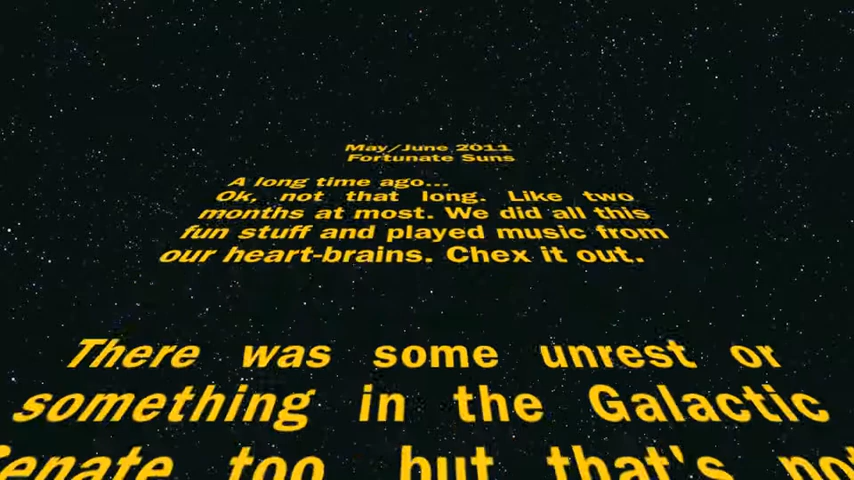 May/June 2011
Fortunate Suns
A long time ago...
Ok, not that long. Like two
months at most. We did all this
fun stuff and played music from
our heart-brains. Chex it out.
There was some unrest or
something in the Galactic
Zenate too, but that's not